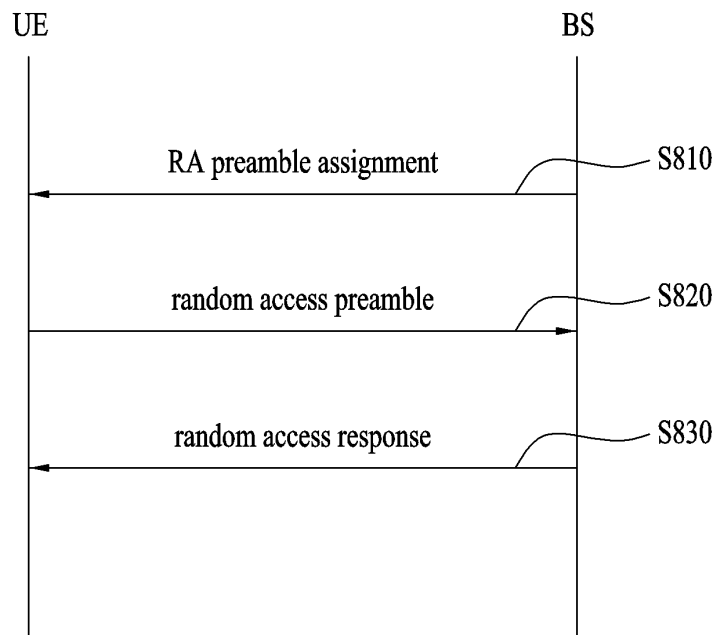 UE
BS
RA preamble assignment
S810
random access preamble
S820
random access response
S830